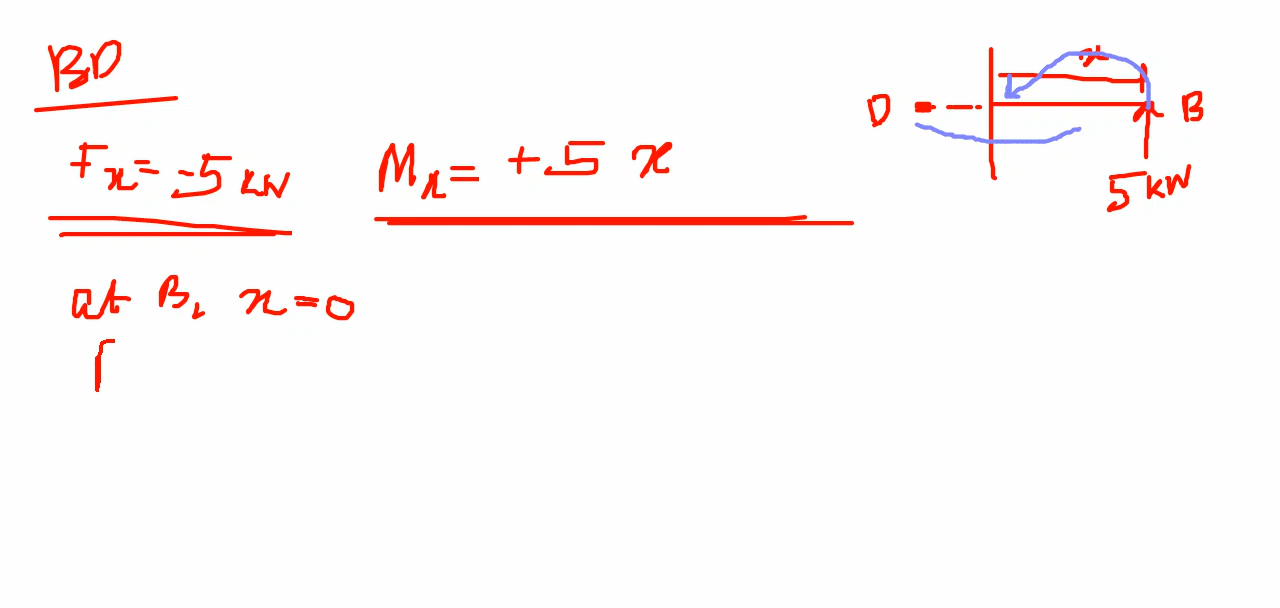 BD
Fx = -5 kN
Mx = +5 x
at B, x = 0
x
D
B
5 kN